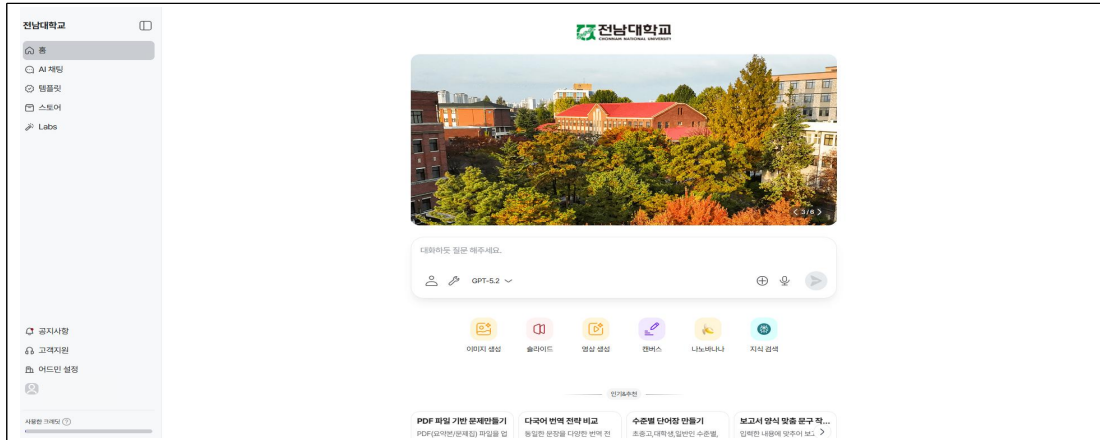 전남대학교
홈
AI 채팅
템플릿
스토어
Labs
공지사항
고객지원
어드민 설정
사용한 크레딧 ?
전남대학교
CHONNAM NATIONAL UNIVERSITY
< 3/6 >
대화하듯 질문 해주세요.
GPT-5.2
이미지 생성 슬라이드 영상 생성 캔버스 나노바나나 지식 검색
인기&추천
PDF 파일 기반 문제만들기 다국어 번역 전략 비교 수준별 단어장 만들기 보고서 양식 맞춤 문구 작...
PDF(요약본/문제집) 파일을 업 동일한 문장을 다양한 번역 전 초중고,대학생,일반인 수준별, 입력한 내용에 맞추어 보고